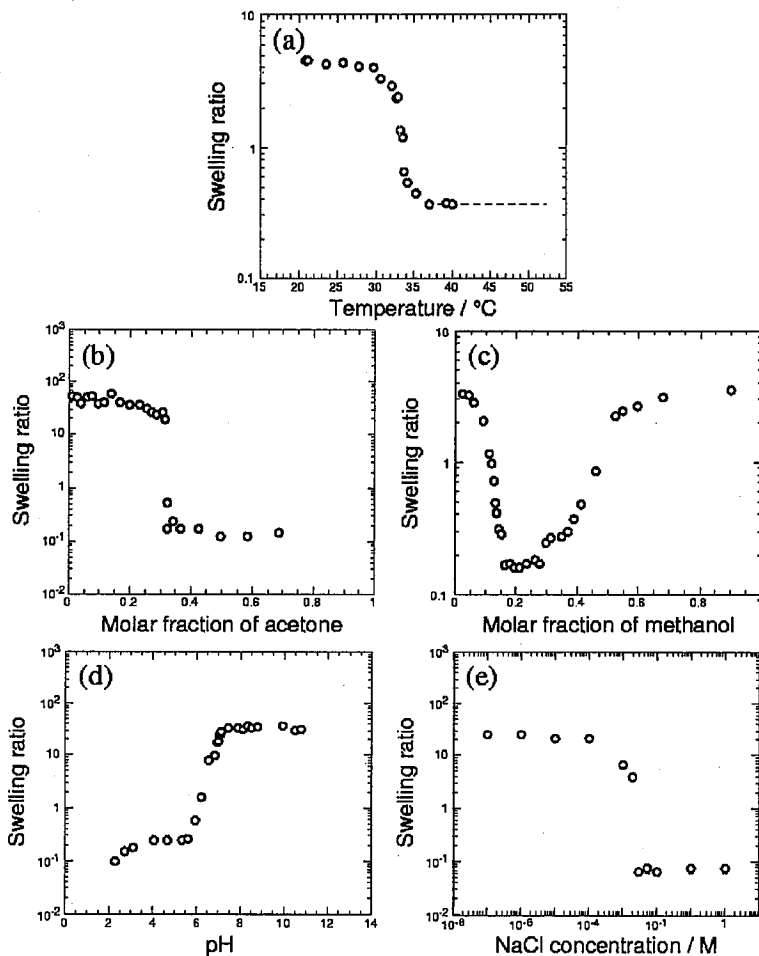 (a)
Swelling ratio
10
1
0.1
15 20 25 30 35 40 45 50 55
Temperature / °C
(b)
Swelling ratio
10³
10²
10
1
10⁻¹
10⁻²
0 0.2 0.4 0.6 0.8 1
Molar fraction of acetone
(c)
Swelling ratio
10
1
0.1
0 0.2 0.4 0.6 0.8 1
Molar fraction of methanol
(d)
Swelling ratio
10³
10²
10
1
10⁻¹
10⁻²
0 2 4 6 8 10 12 14
pH
(e)
Swelling ratio
10³
10²
10
1
10⁻¹
10⁻²
10⁻⁸ 10⁻⁶ 10⁻⁴ 10⁻² 1
NaCl concentration / M